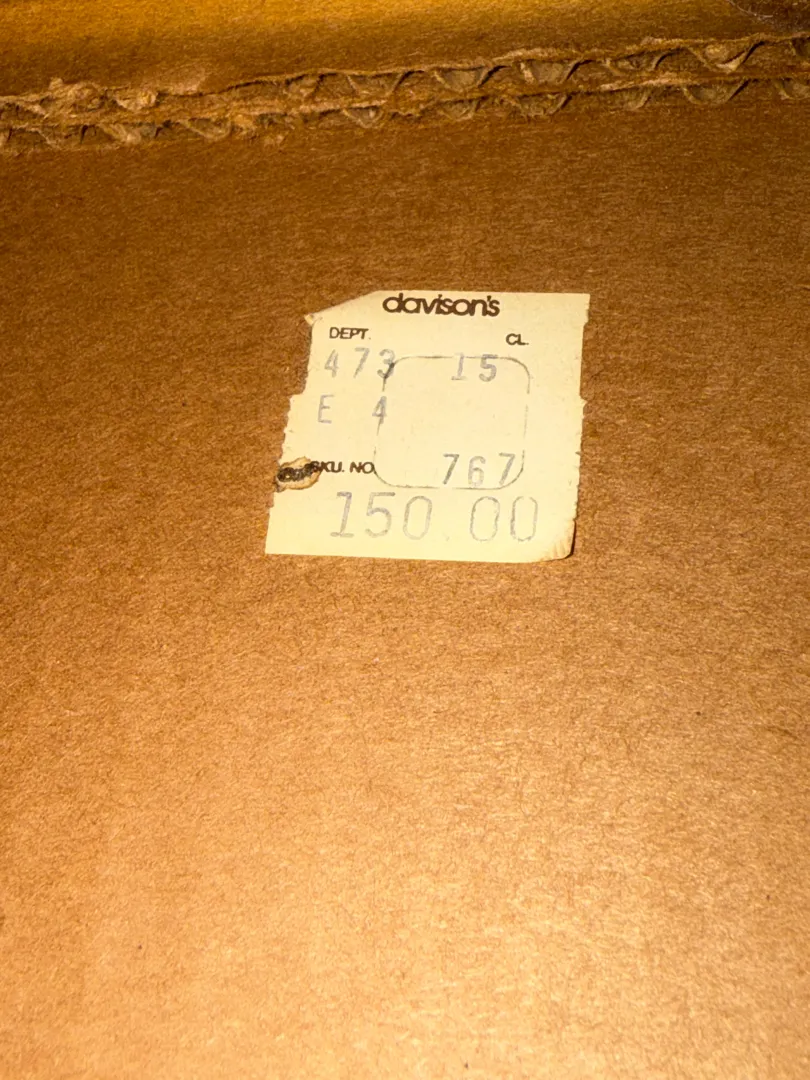 davison's
DEPT. CL.
473 15
E 4
SKU. NO. 767
150.00